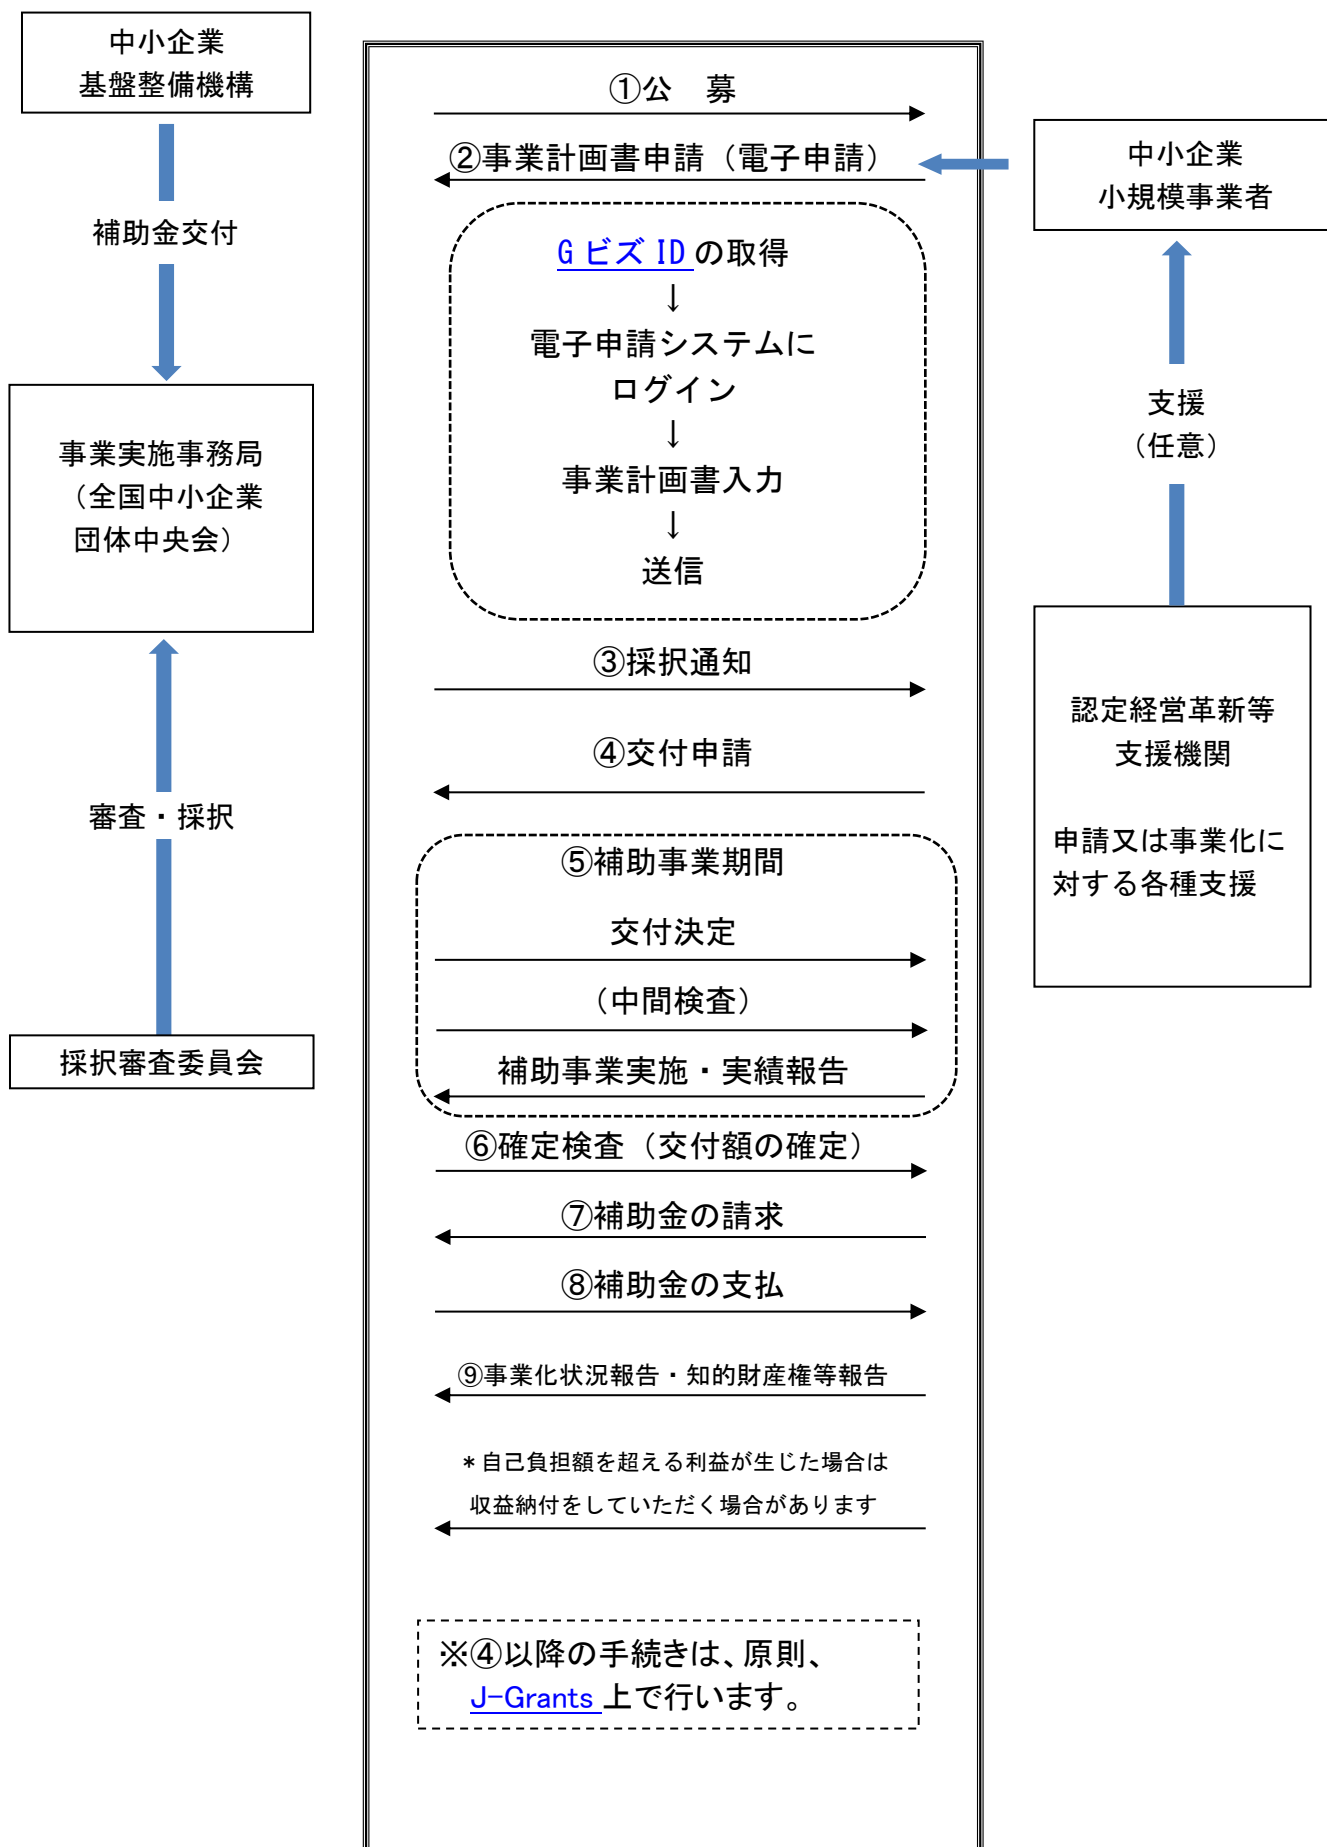 中小企業
基盤整備機構
補助金交付
事業実施事務局
（全国中小企業
団体中央会）
審査・採択
採択審査委員会
①公　募
②事業計画書申請（電子申請）
GビズIDの取得
↓
電子申請システムに
ログイン
↓
事業計画書入力
↓
送信
③採択通知
④交付申請
⑤補助事業期間
交付決定
（中間検査）
補助事業実施・実績報告
⑥確定検査（交付額の確定）
⑦補助金の請求
⑧補助金の支払
⑨事業化状況報告・知的財産権等報告
＊自己負担額を超える利益が生じた場合は
収益納付をしていただく場合があります
※④以降の手続きは、原則、
J-Grants 上で行います。
中小企業
小規模事業者
支援
（任意）
認定経営革新等
支援機関
申請又は事業化に
対する各種支援